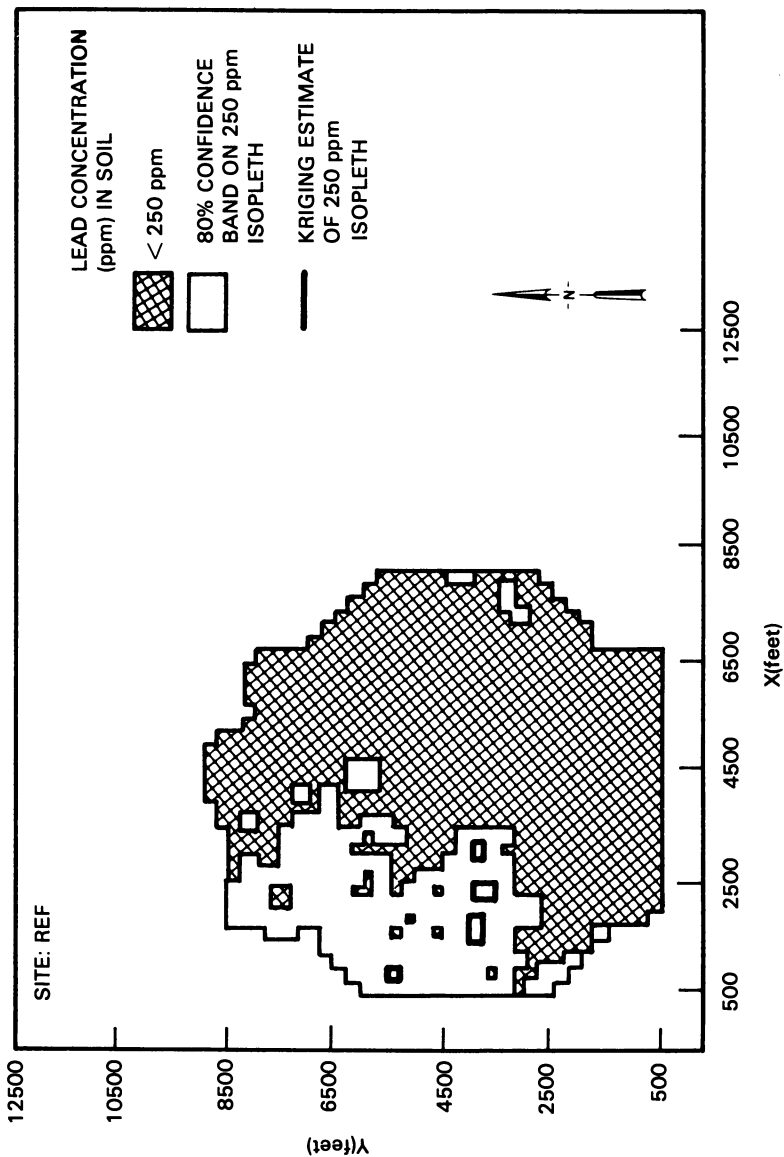 SITE: REF
LEAD CONCENTRATION
(ppm) IN SOIL
< 250 ppm
80% CONFIDENCE
BAND ON 250 ppm
ISOPLETH
KRIGING ESTIMATE
OF 250 ppm
ISOPLETH
N
12500
10500
8500
6500
4500
2500
500
Y(feet)
500
2500
4500
6500
8500
10500
12500
X(feet)